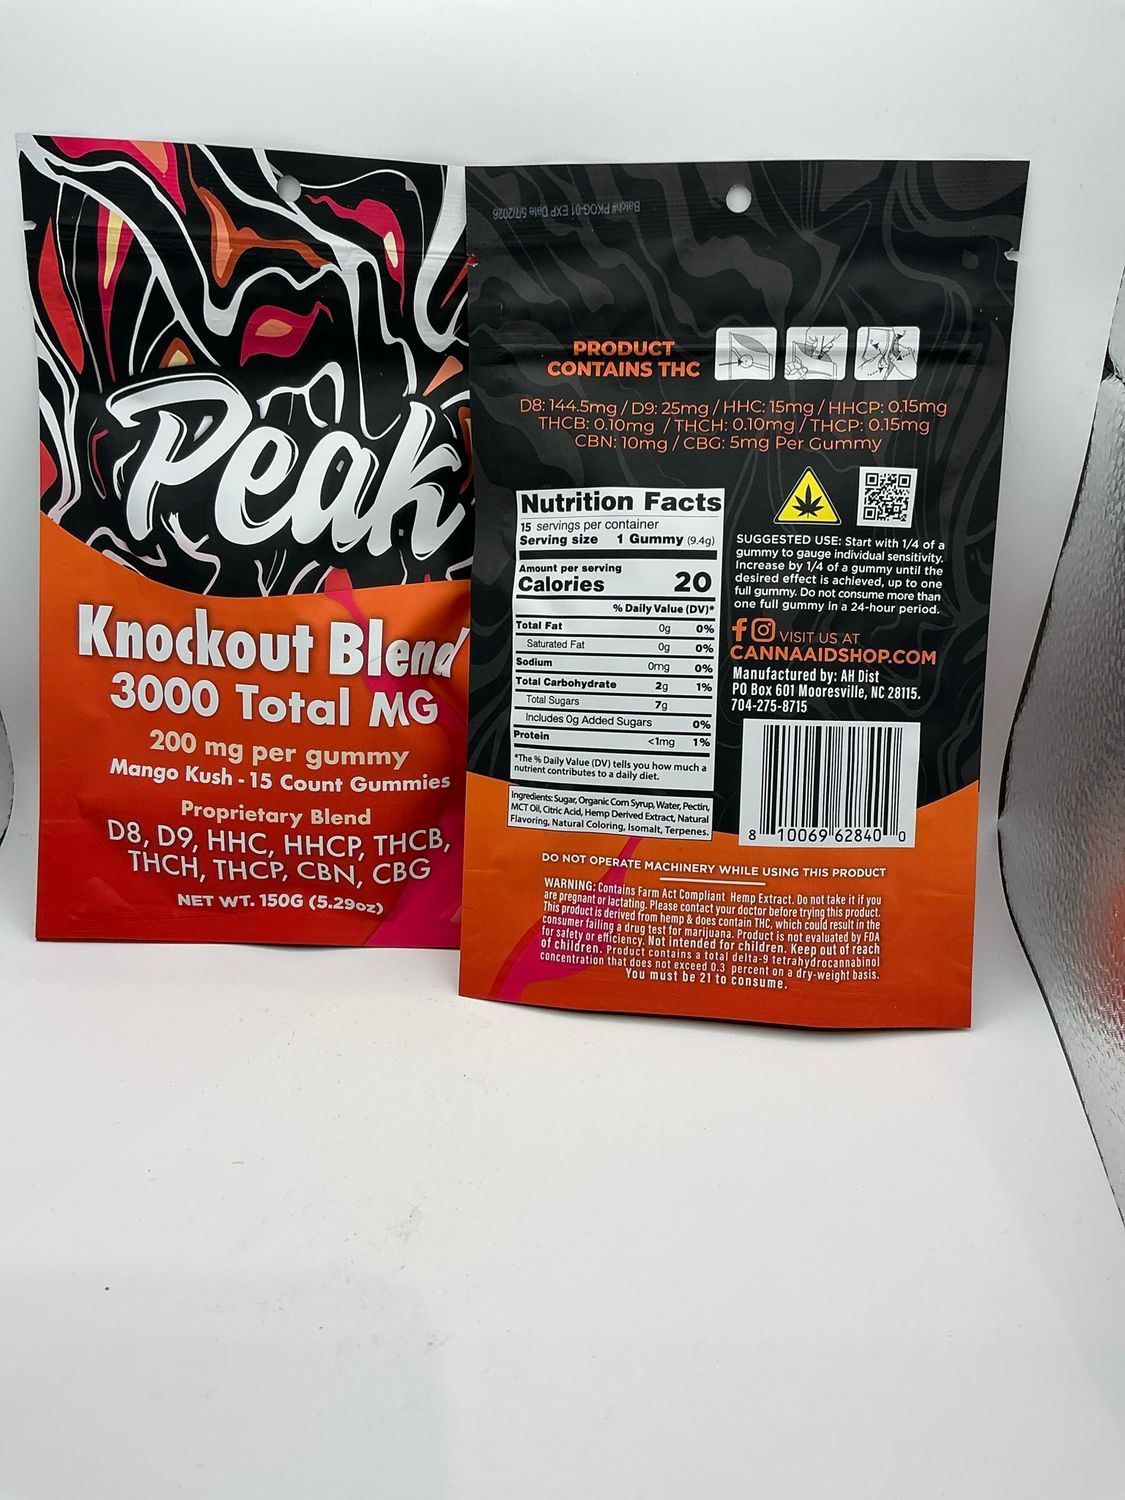 Peak
Knockout Blend
3000 Total MG
200 mg per gummy
Mango Kush - 15 Count Gummies
Proprietary Blend
D8, D9, HHC, HHCP, THCB,
THCH, THCP, CBN, CBG
NET WT. 150G (5.29oz)
Batch# PKOG-01 EXP Date 5/7/2026
PRODUCT
CONTAINS THC
D8: 144.5mg / D9: 25mg / HHC: 15mg / HHCP: 0.15mg
THCB: 0.10mg / THCH: 0.10mg / THCP: 0.15mg
CBN: 10mg / CBG: 5mg Per Gummy
Nutrition Facts
15 servings per container
Serving size 1 Gummy (9.4g)
Amount per serving
Calories 20
% Daily Value (DV)*
Total Fat 0g 0%
Saturated Fat 0g 0%
Sodium 0mg 0%
Total Carbohydrate 2g 1%
Total Sugars 7g
Includes 0g Added Sugars 0%
Protein <1mg 1%
*The % Daily Value (DV) tells you how much a
nutrient contributes to a daily diet.
Ingredients: Sugar, Organic Corn Syrup, Water, Pectin,
MCT Oil, Citric Acid, Hemp Derived Extract, Natural
Flavoring, Natural Coloring, Isomalt, Terpenes.
SUGGESTED USE: Start with 1/4 of a
gummy to gauge individual sensitivity.
Increase by 1/4 of a gummy until the
desired effect is achieved, up to one
full gummy. Do not consume more than
one full gummy in a 24-hour period.
VISIT US AT
CANNAAIDSHOP.COM
Manufactured by: AH Dist
PO Box 601 Mooresville, NC 28115.
704-275-8715
8 10069 62840 0
DO NOT OPERATE MACHINERY WHILE USING THIS PRODUCT
WARNING: Contains Farm Act Compliant Hemp Extract. Do not take it if you
are pregnant or lactating. Please contact your doctor before trying this product.
This product is derived from hemp & does contain THC, which could result in the
consumer failing a drug test for marijuana. Product is not evaluated by FDA
for safety or efficiency. Not intended for children. Keep out of reach
of children. Product contains a total delta-9 tetrahydrocannabinol
concentration that does not exceed 0.3 percent on a dry-weight basis.
You must be 21 to consume.